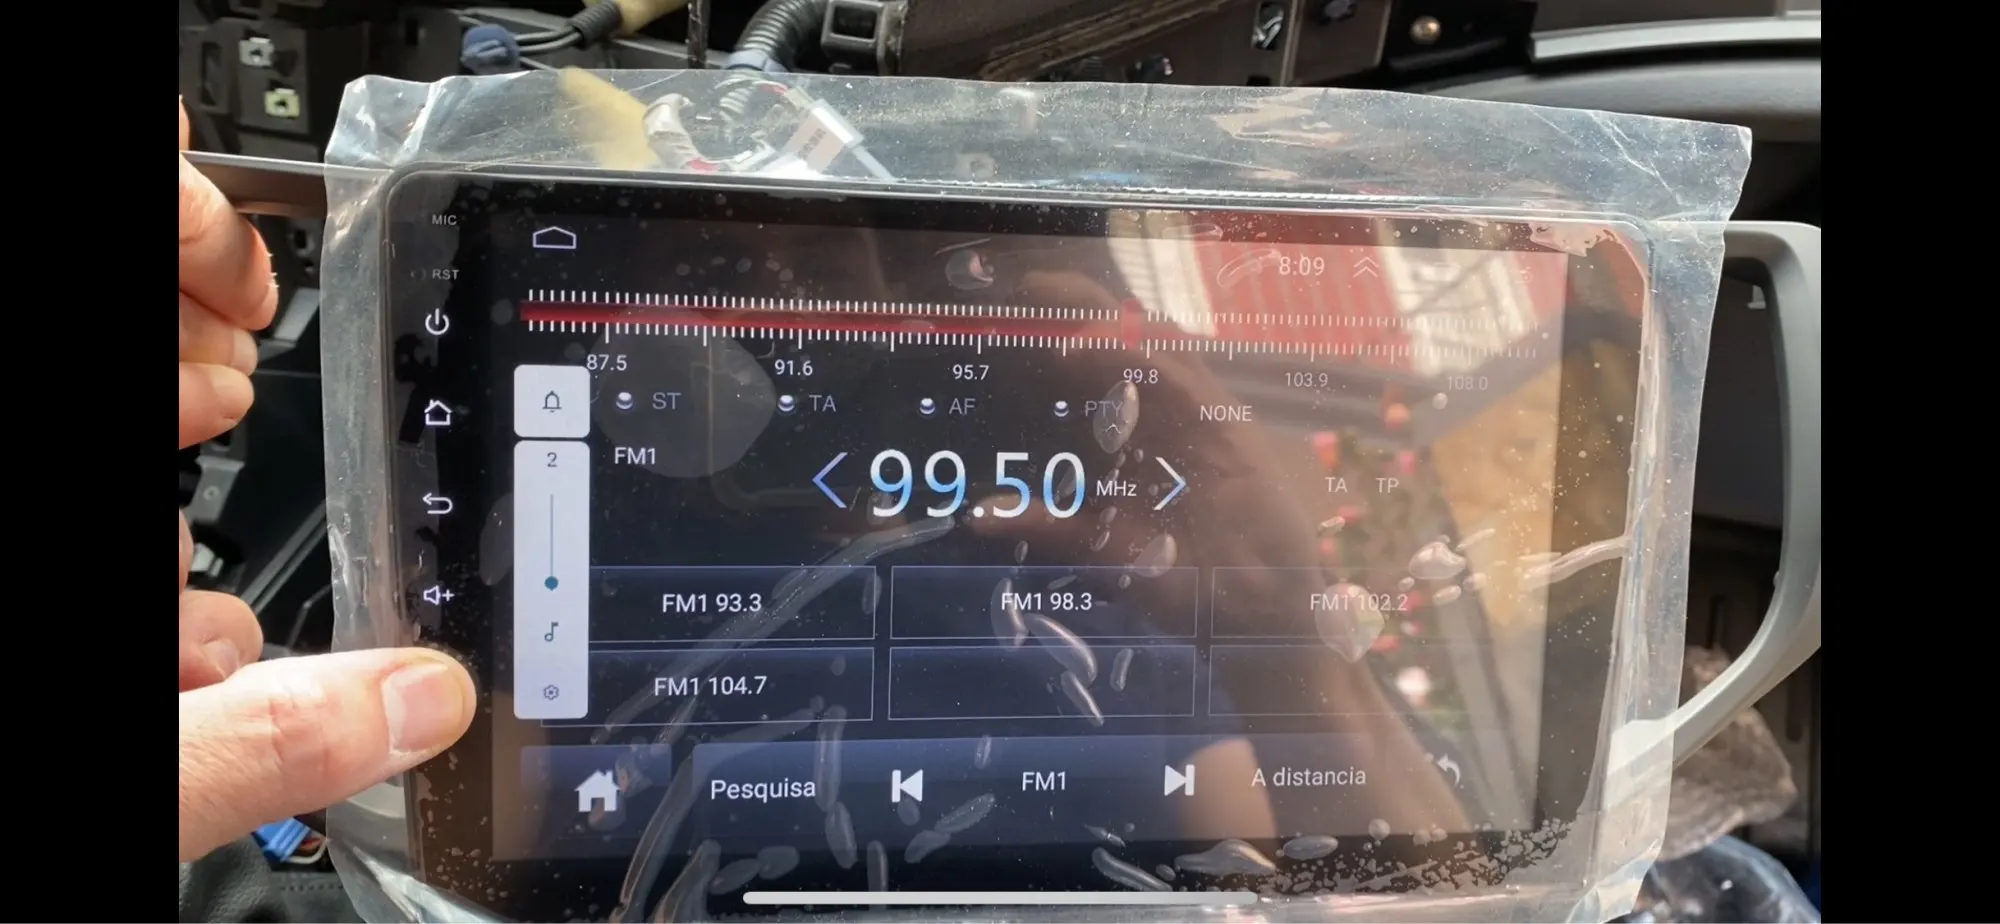 MIC
RST
8:09
87.5 91.6 95.7 99.8 103.9 108.0
ST TA AF PTY NONE
FM1
2
99.50 MHz
TA TP
FM1 93.3
FM1 98.3
FM1 102.2
FM1 104.7
Pesquisa
FM1
A distancia